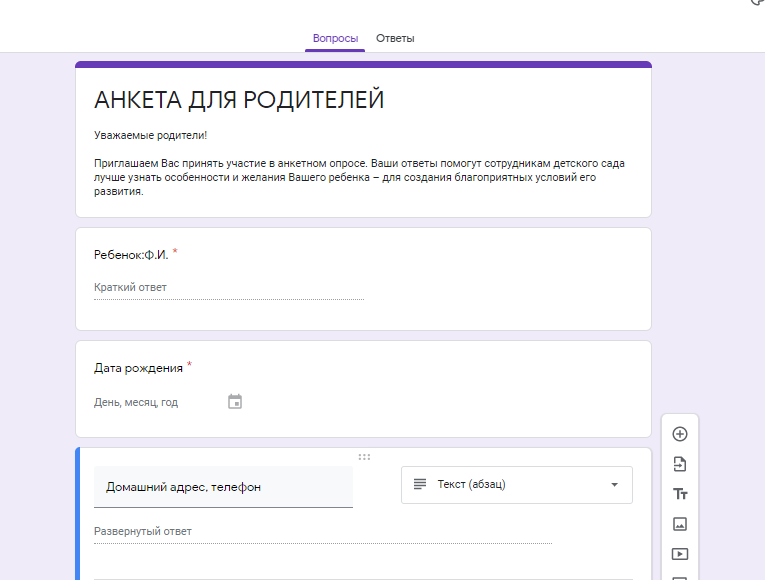 Вопросы Ответы
АНКЕТА ДЛЯ РОДИТЕЛЕЙ
Уважаемые родители!
Приглашаем Вас принять участие в анкетном опросе. Ваши ответы помогут сотрудникам детского сада
лучше узнать особенности и желания Вашего ребенка – для создания благоприятных условий его
развития.
Ребенок:Ф.И. *
Краткий ответ
Дата рождения *
День, месяц, год
Домашний адрес, телефон
Текст (абзац)
Развернутый ответ
Тт